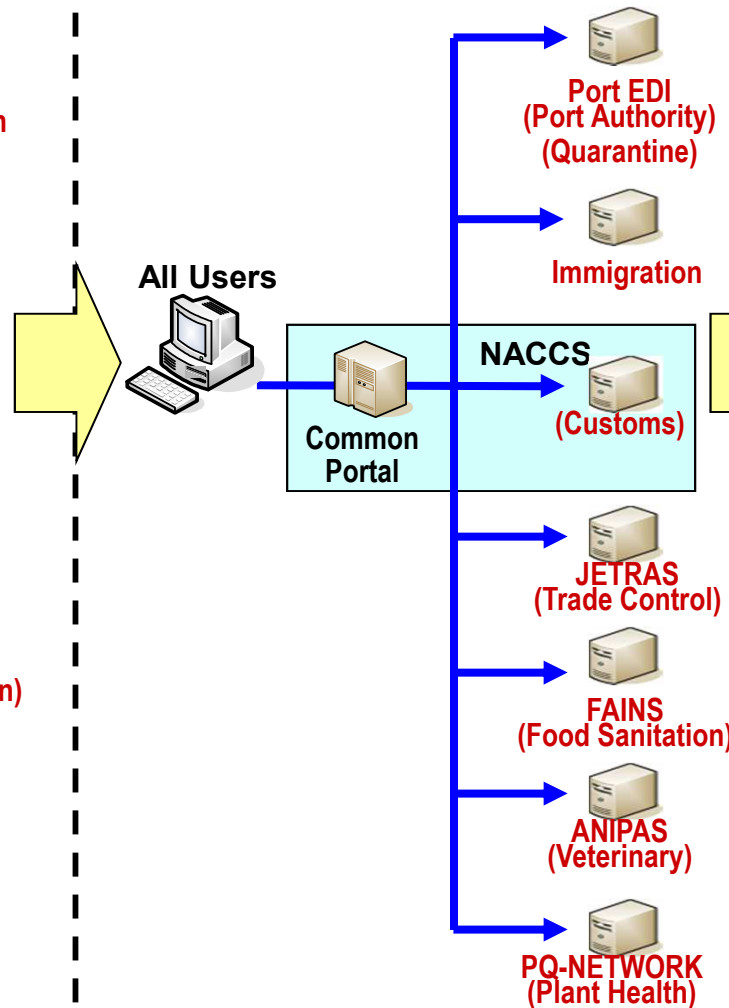 Port EDI
(Port Authority)
(Quarantine)
Immigration
All Users
NACCS
(Customs)
Common
Portal
JETRAS
(Trade Control)
FAINS
(Food Sanitation)
ANIPAS
(Veterinary)
PQ-NETWORK
(Plant Health)